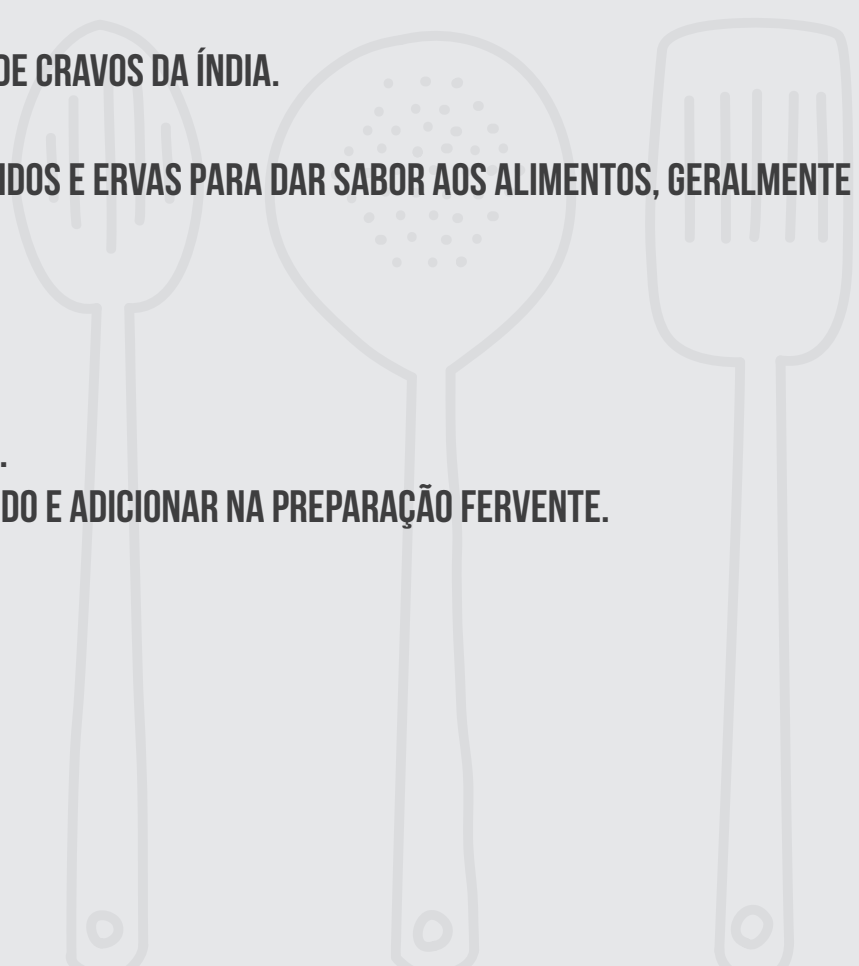 DE CRAVOS DA ÍNDIA.
IDOS E ERVAS PARA DAR SABOR AOS ALIMENTOS, GERALMENTE
.
DO E ADICIONAR NA PREPARAÇÃO FERVENTE.